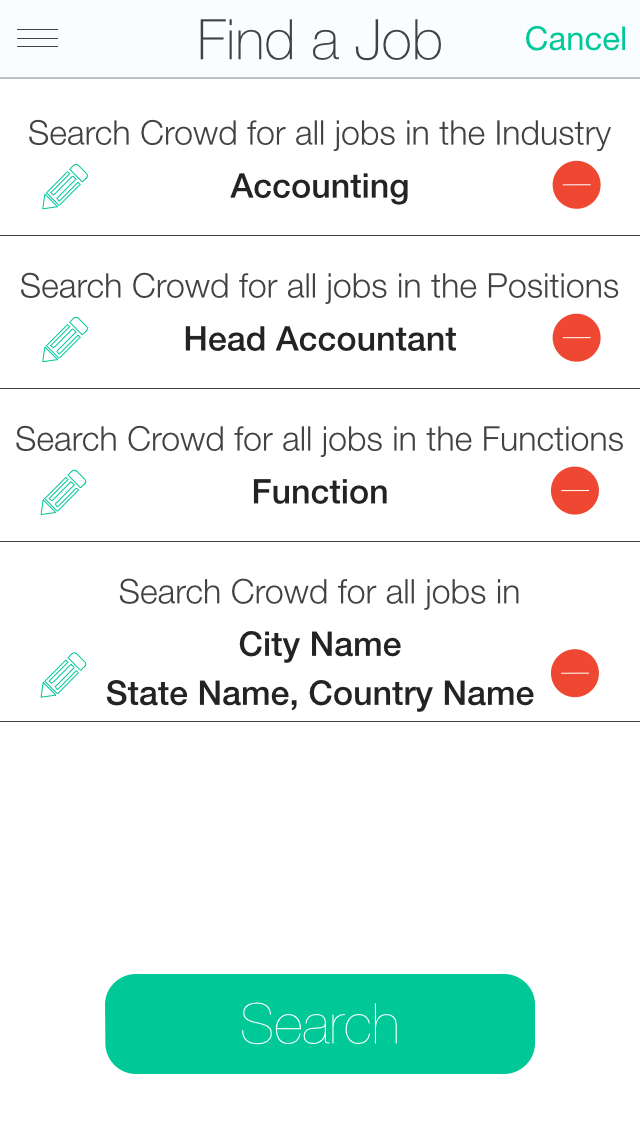 Find a Job
Cancel
Search Crowd for all jobs in the Industry
Accounting
Search Crowd for all jobs in the Positions
Head Accountant
Search Crowd for all jobs in the Functions
Function
Search Crowd for all jobs in
City Name
State Name, Country Name
Search